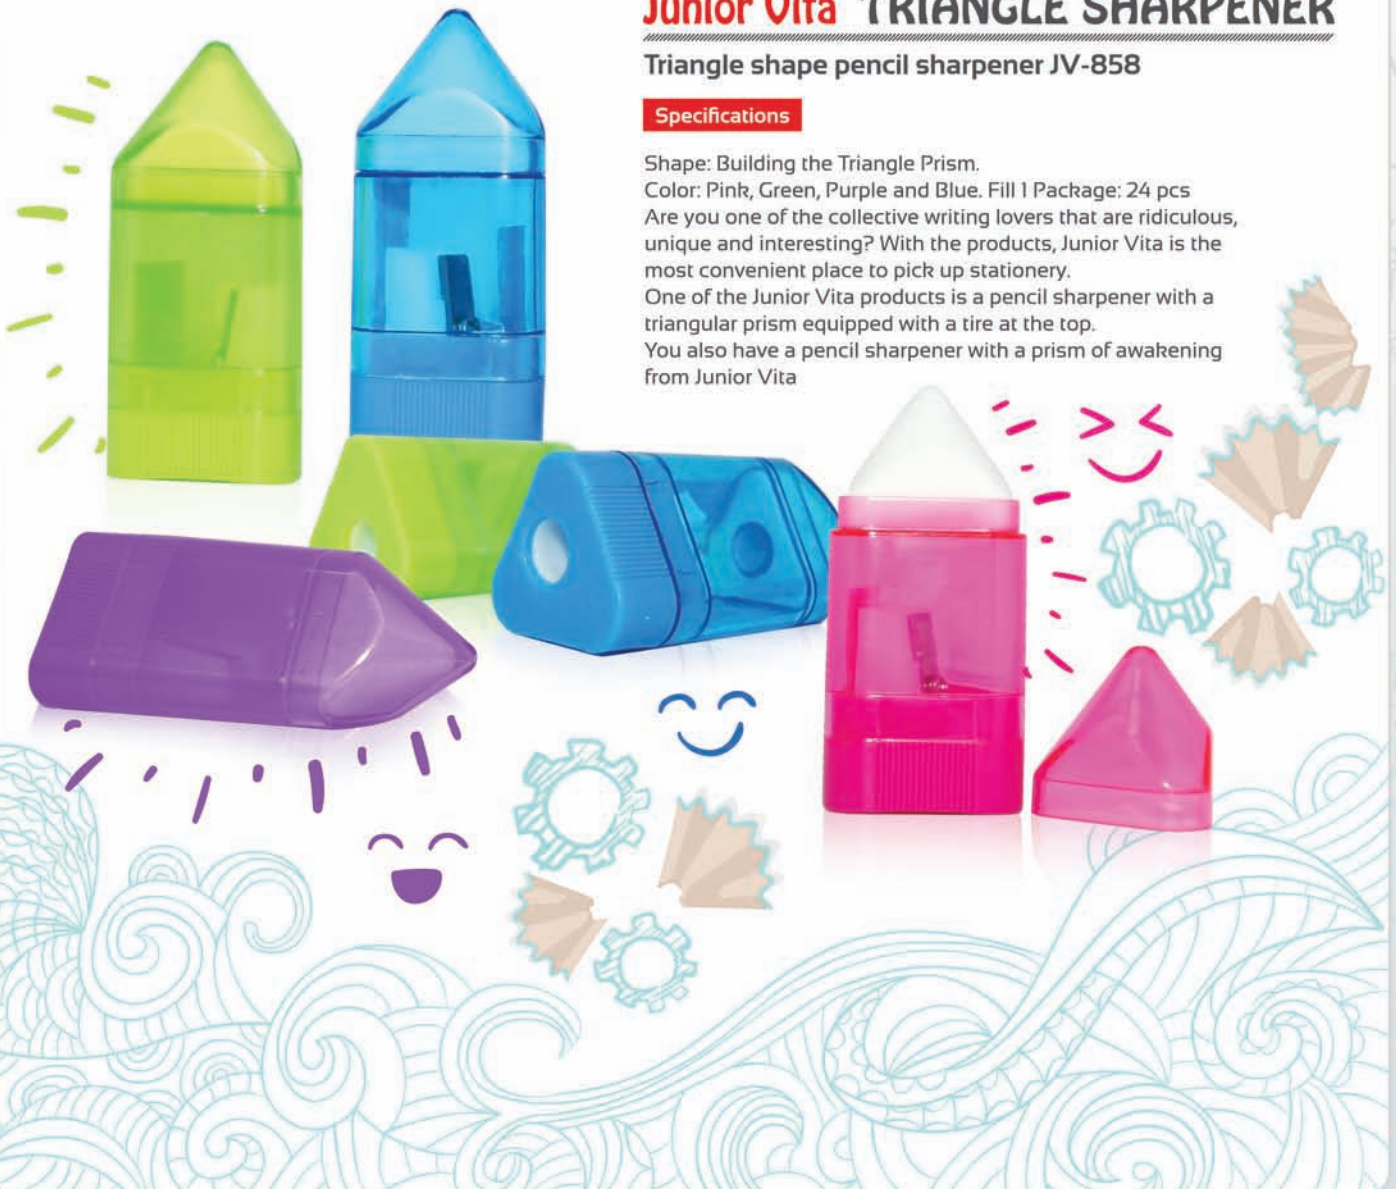 Junior Vita TRIANGLE SHARPENER
Triangle shape pencil sharpener JV-858
Specifications
Shape: Building the Triangle Prism.
Color: Pink, Green, Purple and Blue. Fill 1 Package: 24 pcs
Are you one of the collective writing lovers that are ridiculous,
unique and interesting? With the products, Junior Vita is the
most convenient place to pick up stationery.
One of the Junior Vita products is a pencil sharpener with a
triangular prism equipped with a tire at the top.
You also have a pencil sharpener with a prism of awakening
from Junior Vita